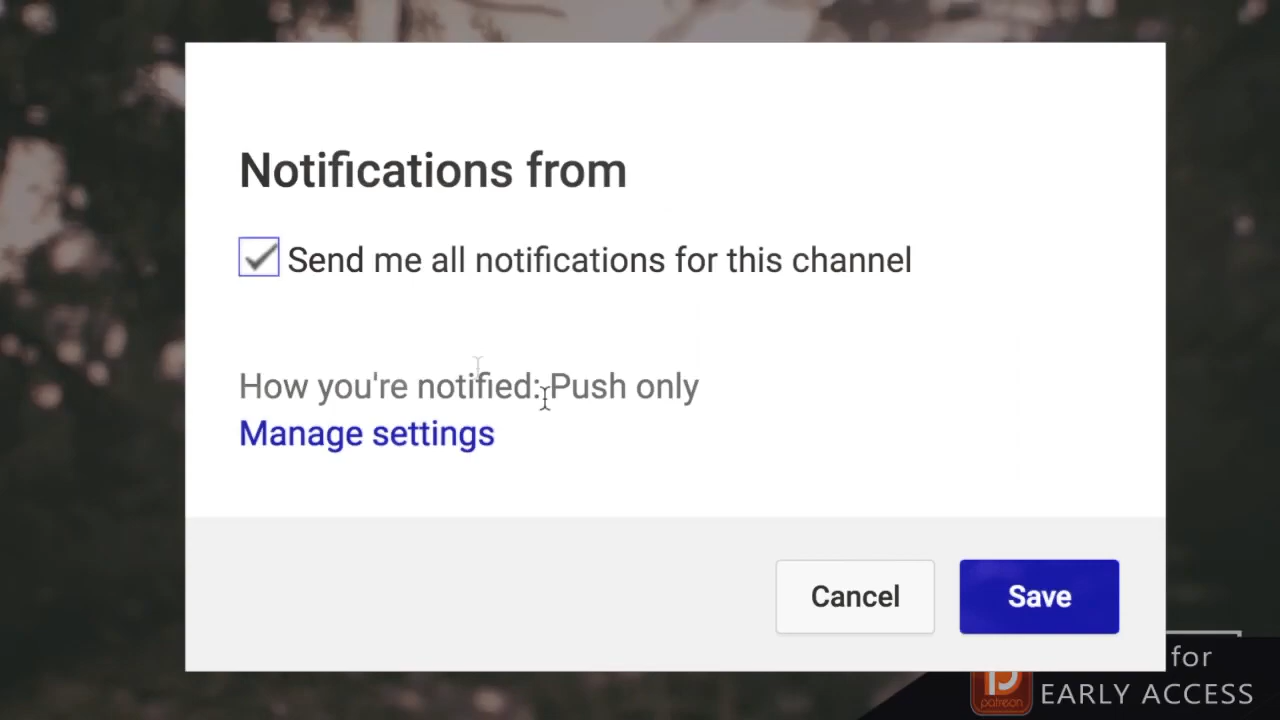 Notifications from
Send me all notifications for this channel
How you're notified: Push only
Manage settings
Cancel
Save
for
patreon
EARLY ACCESS